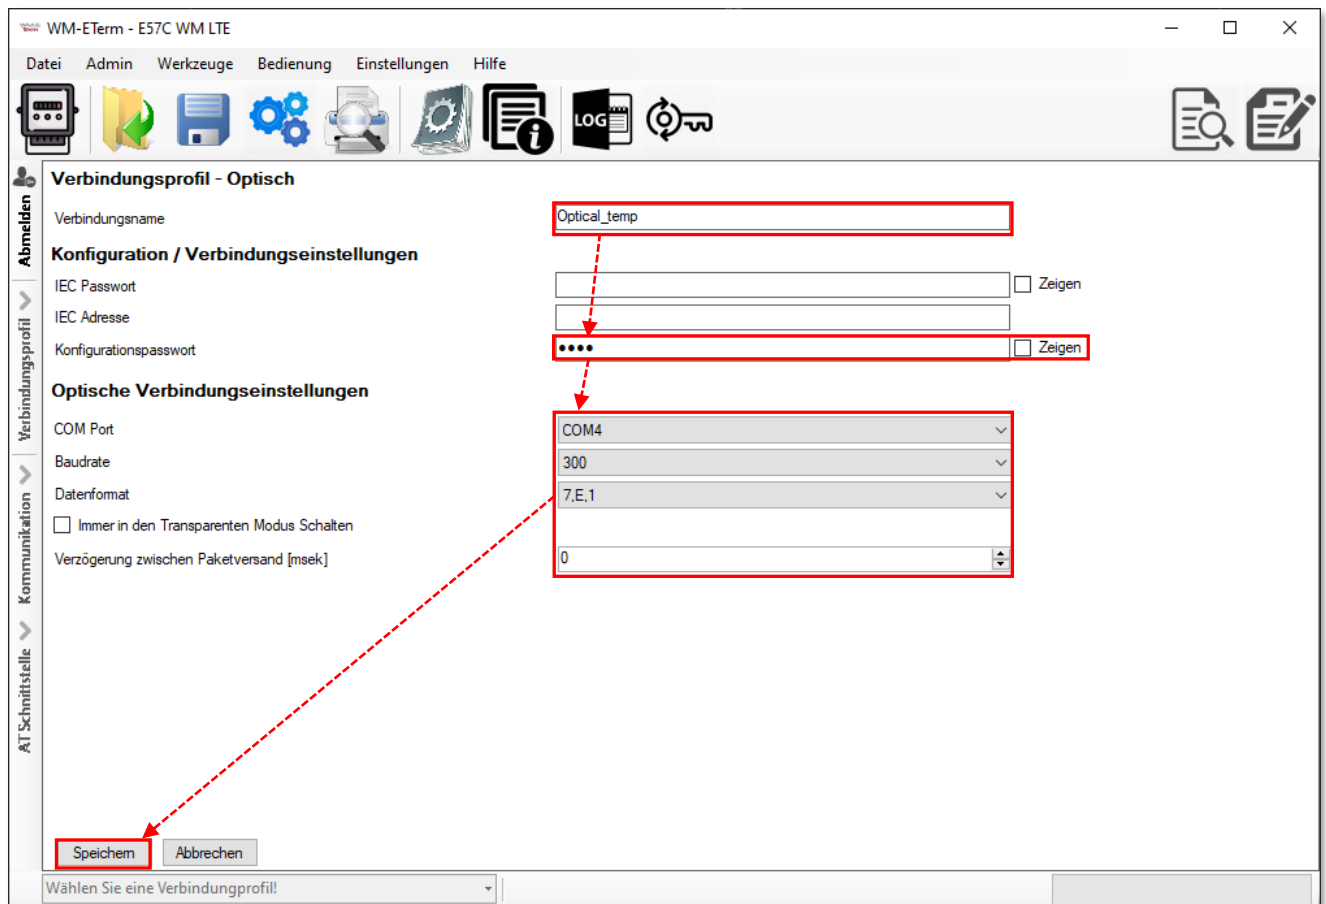 WM-ETerm - E57C WM LTE
Datei Admin Werkzeuge Bedienung Einstellungen Hilfe
LOG
Abmelden
Verbindungsprofil
Kommunikation
AT Schnittstelle
Verbindungsprofil - Optisch
Verbindungsname Optical_temp
Konfiguration / Verbindungseinstellungen
IEC Passwort Zeigen
IEC Adresse
Konfigurationspasswort •••• Zeigen
Optische Verbindungseinstellungen
COM Port COM4
Baudrate 300
Datenformat 7,E,1
Immer in den Transparenten Modus Schalten
Verzögerung zwischen Paketversand [msek] 0
Speichern Abbrechen
Wählen Sie eine Verbindungprofil!